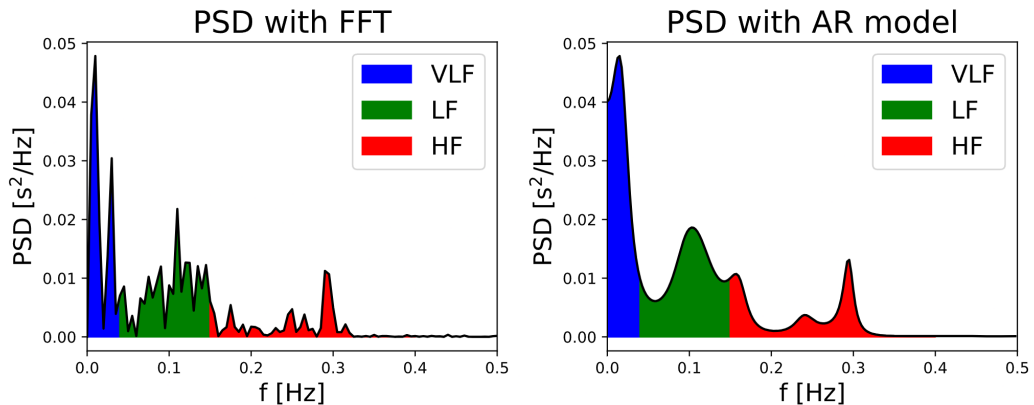 PSD with FFT
PSD [s²/Hz]
0.05
0.04
0.03
0.02
0.01
0.00
VLF
LF
HF
0.0 0.1 0.2 0.3 0.4 0.5
f [Hz]
PSD with AR model
PSD [s²/Hz]
0.05
0.04
0.03
0.02
0.01
0.00
VLF
LF
HF
0.0 0.1 0.2 0.3 0.4 0.5
f [Hz]